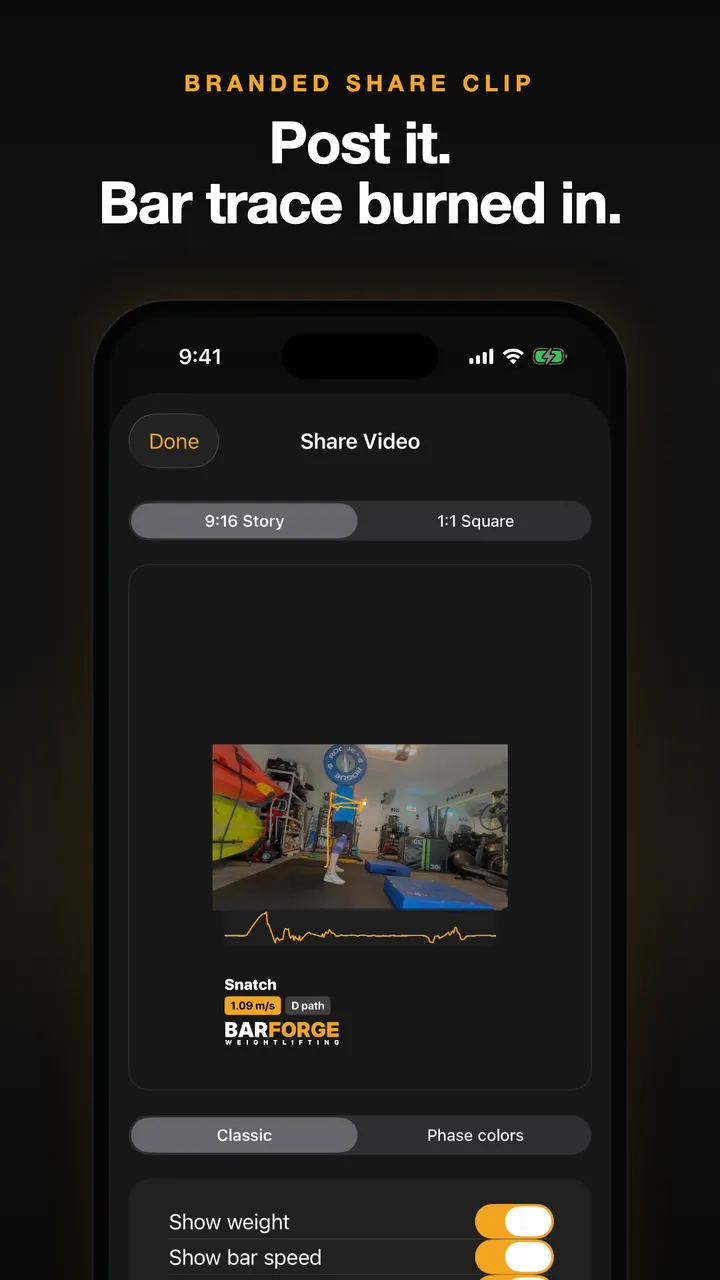 BRANDED SHARE CLIP
Post it.
Bar trace burned in.
9:41
Done
Share Video
9:16 Story
1:1 Square
ROGUE
Snatch
1.09 m/s
D path
BARFORGE
WEIGHTLIFTING
Classic
Phase colors
Show weight
Show bar speed